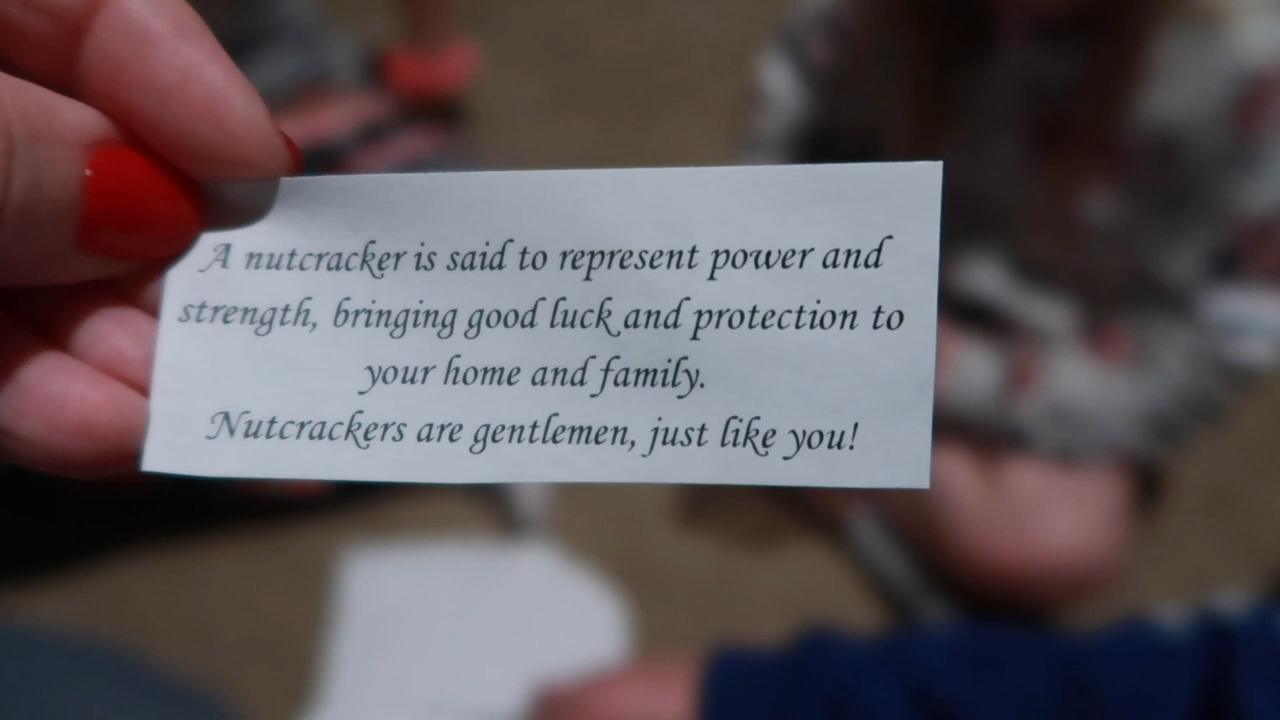 A nutcracker is said to represent power and
strength, bringing good luck and protection to
your home and family.
Nutcrackers are gentlemen, just like you!